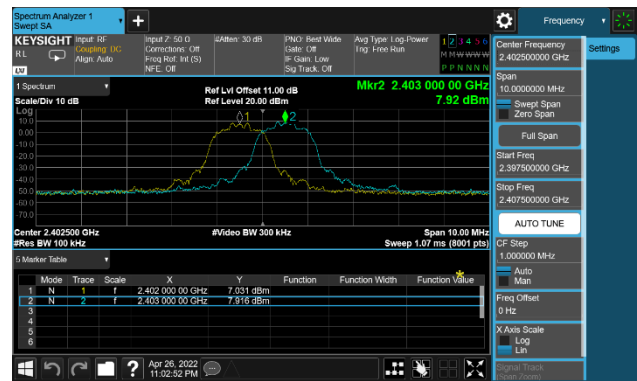 Spectrum Analyzer 1
Swept SA
+
Frequency
Settings
KEYSIGHT
RL
Input: RF
Coupling: DC
Align: Auto
Input Z: 50 Ω
Corrections: Off
Freq Ref: Int (S)
NFE: Off
#Atten: 30 dB
PNO: Best Wide
Gate: Off
IF Gain: Low
Sig Track: Off
Avg Type: Log-Power
Trig: Free Run
1 2 3 4 5 6
M M W W W W
P P N N N N
1 Spectrum
Scale/Div 10 dB
Ref Lvl Offset 11.00 dB
Ref Level 20.00 dBm
Mkr2 2.403 000 00 GHz
7.92 dBm
Log
10.0
0.00
-10.0
-20.0
-30.0
-40.0
-50.0
-60.0
-70.0
1
2
Center 2.402500 GHz
#Res BW 100 kHz
#Video BW 300 kHz
Span 10.00 MHz
Sweep 1.07 ms (8001 pts)
5 Marker Table
Mode Trace Scale X Y Function Function Width Function Value
1 N 1 f 2.402 000 00 GHz 7.031 dBm
2 N 2 f 2.403 000 00 GHz 7.916 dBm
3
4
5
6
Center Frequency
2.402500000 GHz
Span
10.0000000 MHz
Swept Span
Zero Span
Full Span
Start Freq
2.397500000 GHz
Stop Freq
2.407500000 GHz
AUTO TUNE
CF Step
1.000000 MHz
Auto
Man
Freq Offset
0 Hz
X Axis Scale
Log
Lin
Signal Track
(Span Zoom)
?
Apr 26, 2022
11:02:52 PM